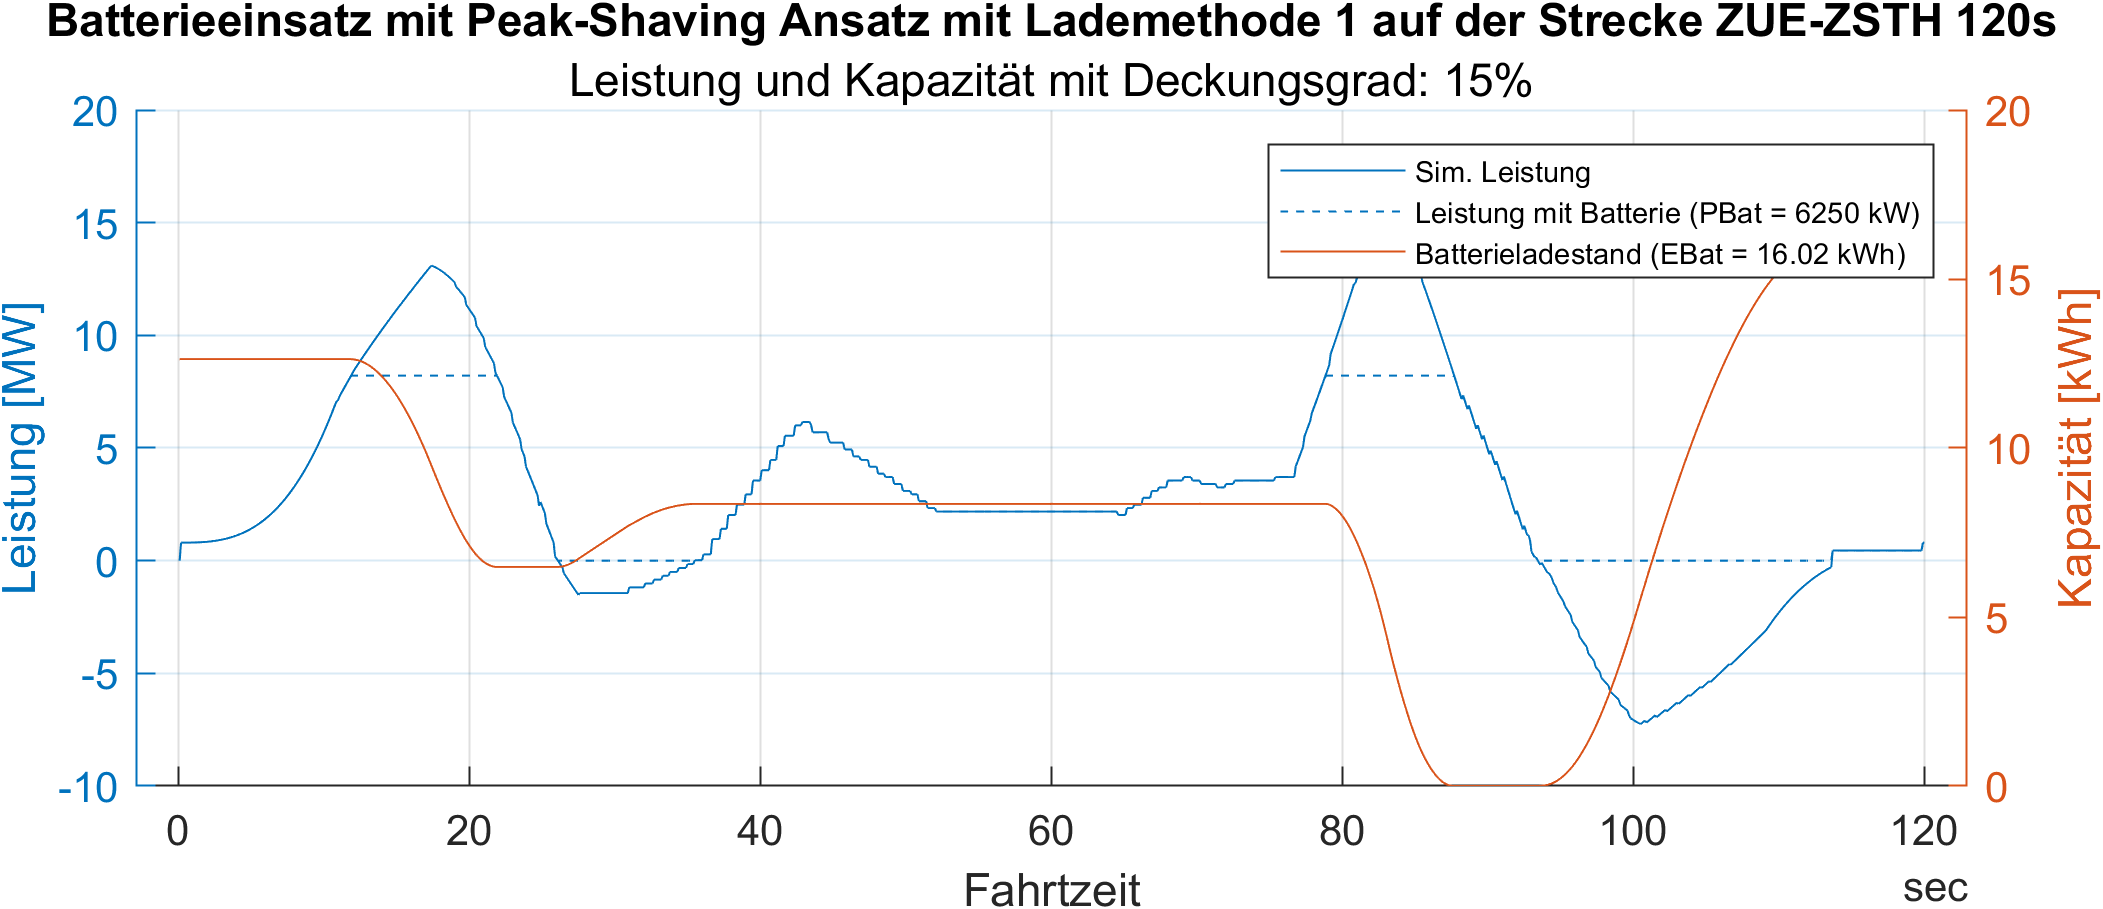 Batterieeinsatz mit Peak-Shaving Ansatz mit Lademethode 1 auf der Strecke ZUE-ZSTH 120s
Leistung und Kapazität mit Deckungsgrad: 15%
Leistung [MW]
20
15
10
5
0
-5
-10
Sim. Leistung
Leistung mit Batterie (PBat = 6250 kW)
Batterieladestand (EBat = 16.02 kWh)
20
15
10
5
0
Kapazität [kWh]
0 20 40 60 80 100 120
Fahrtzeit
sec